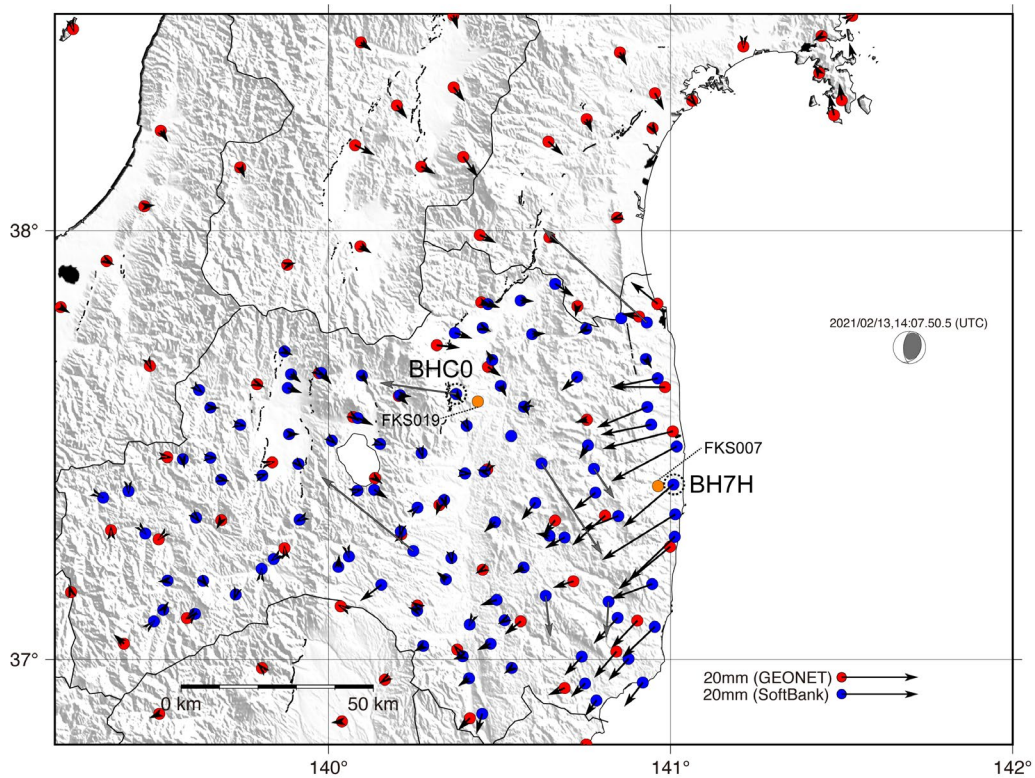 38°
2021/02/13,14:07.50.5 (UTC)
BHC0
FKS019
FKS007
BH7H
37°
20mm (GEONET)
20mm (SoftBank)
0 km
50 km
140°
141°
142°